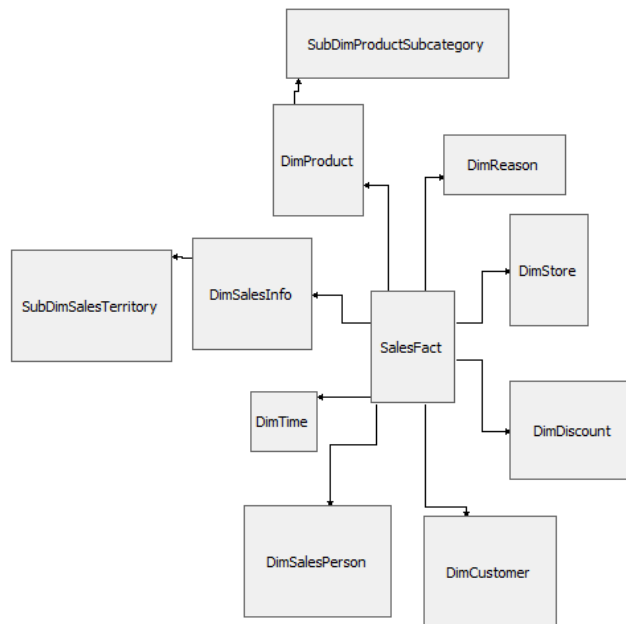 SubDimProductSubcategory
DimProduct
DimReason
DimStore
DimSalesInfo
SubDimSalesTerritory
SalesFact
DimTime
DimDiscount
DimSalesPerson
DimCustomer